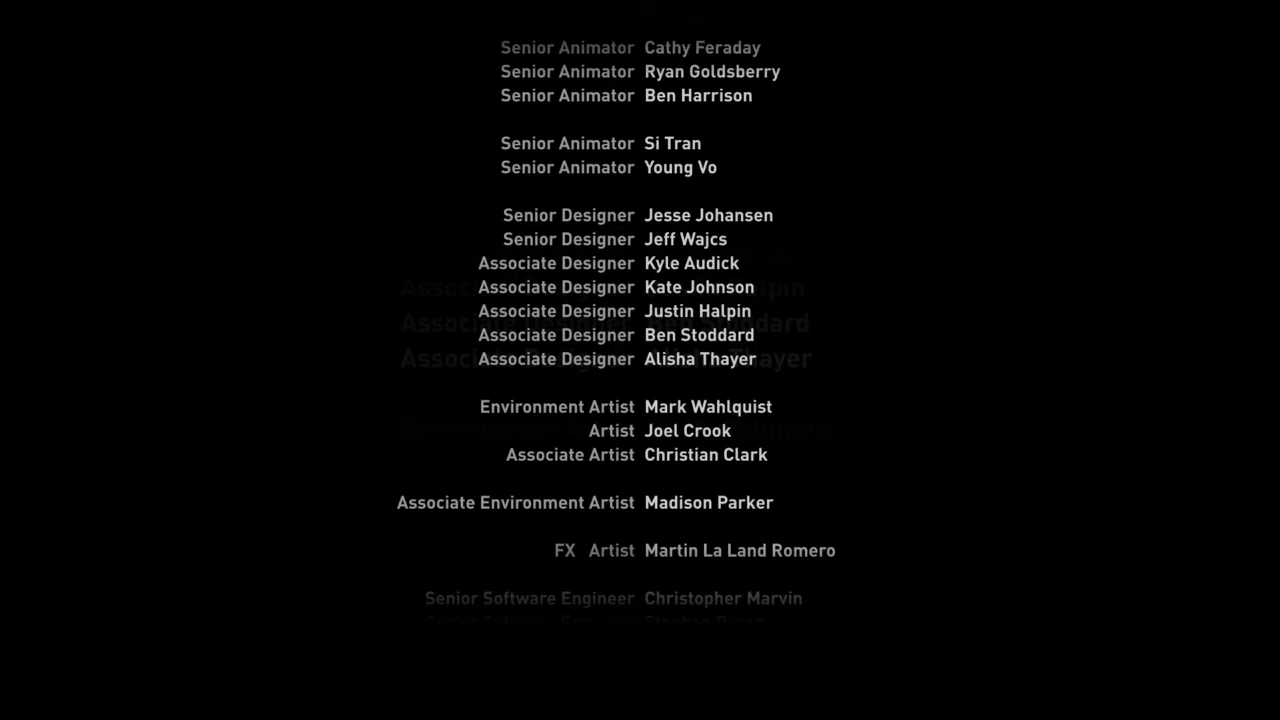 Senior Animator Cathy Feraday
Senior Animator Ryan Goldsberry
Senior Animator Ben Harrison
Senior Animator Si Tran
Senior Animator Young Vo
Senior Designer Jesse Johansen
Senior Designer Jeff Wajcs
Associate Designer Kyle Audick
Associate Designer Kate Johnson
Associate Designer Justin Halpin
Associate Designer Ben Stoddard
Associate Designer Alisha Thayer
Environment Artist Mark Wahlquist
Artist Joel Crook
Associate Artist Christian Clark
Associate Environment Artist Madison Parker
FX Artist Martin La Land Romero
Senior Software Engineer Christopher Marvin